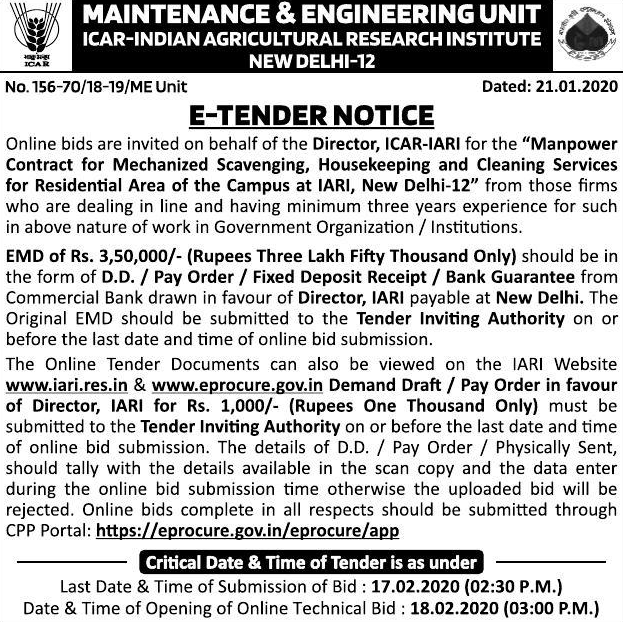 MAINTENANCE & ENGINEERING UNIT
ICAR-INDIAN AGRICULTURAL RESEARCH INSTITUTE
NEW DELHI-12
ICAR
No. 156-70/18-19/ME Unit Dated: 21.01.2020
E-TENDER NOTICE
Online bids are invited on behalf of the Director, ICAR-IARI for the “Manpower
Contract for Mechanized Scavenging, Housekeeping and Cleaning Services
for Residential Area of the Campus at IARI, New Delhi-12” from those firms
who are dealing in line and having minimum three years experience for such
in above nature of work in Government Organization / Institutions.
EMD of Rs. 3,50,000/- (Rupees Three Lakh Fifty Thousand Only) should be in
the form of D.D. / Pay Order / Fixed Deposit Receipt / Bank Guarantee from
Commercial Bank drawn in favour of Director, IARI payable at New Delhi. The
Original EMD should be submitted to the Tender Inviting Authority on or
before the last date and time of online bid submission.
The Online Tender Documents can also be viewed on the IARI Website
www.iari.res.in & www.eprocure.gov.in Demand Draft / Pay Order in favour
of Director, IARI for Rs. 1,000/- (Rupees One Thousand Only) must be
submitted to the Tender Inviting Authority on or before the last date and time
of online bid submission. The details of D.D. / Pay Order / Physically Sent,
should tally with the details available in the scan copy and the data enter
during the online bid submission time otherwise the uploaded bid will be
rejected. Online bids complete in all respects should be submitted through
CPP Portal: https://eprocure.gov.in/eprocure/app
Critical Date & Time of Tender is as under
Last Date & Time of Submission of Bid : 17.02.2020 (02:30 P.M.)
Date & Time of Opening of Online Technical Bid : 18.02.2020 (03:00 P.M.)